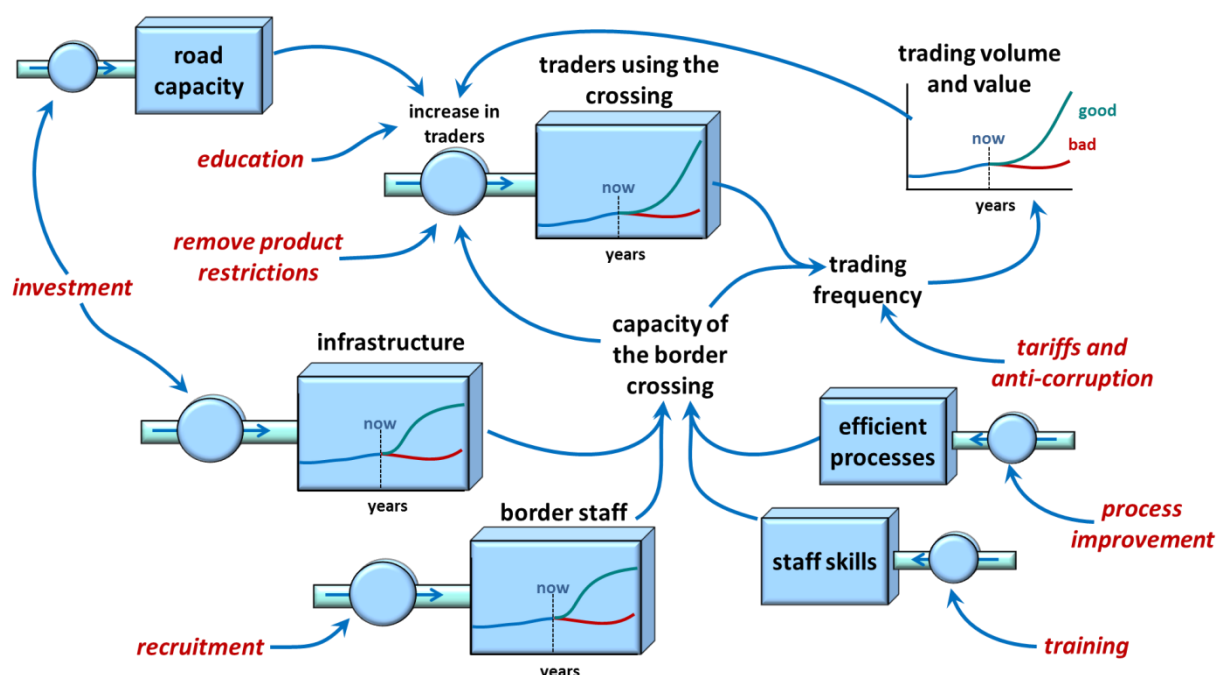 road
capacity
increase in
traders
traders using the
crossing
now
years
trading volume
and value
good
bad
now
years
education
remove product
restrictions
investment
trading
frequency
capacity of
the border
crossing
tariffs and
anti-corruption
infrastructure
now
years
efficient
processes
process
improvement
border staff
now
years
staff skills
recruitment
training